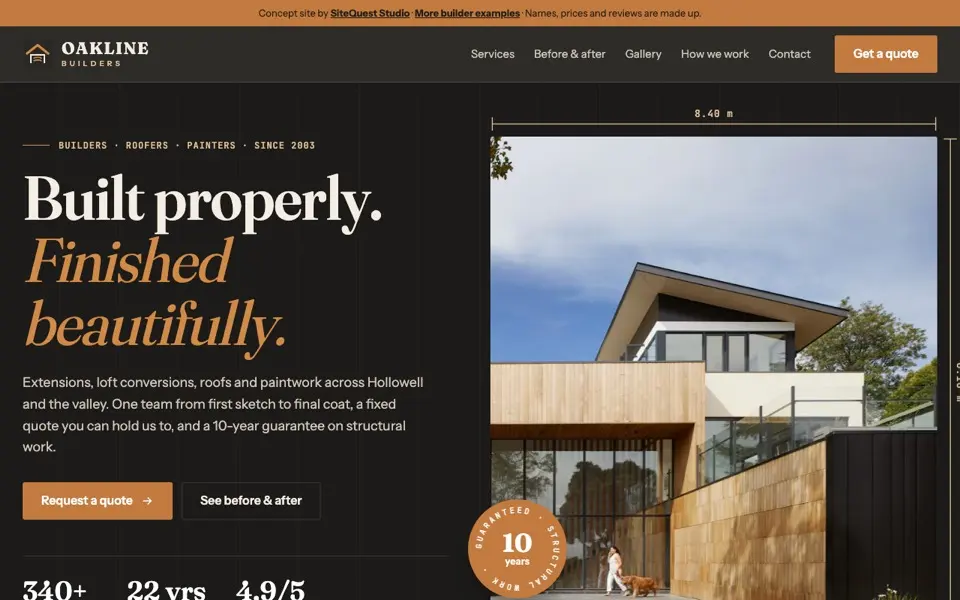 Concept site by SiteQuest Studio · More builder examples · Names, prices and reviews are made up.
OAKLINE
BUILDERS
Services
Before & after
Gallery
How we work
Contact
Get a quote
8.40 m
BUILDERS · ROOFERS · PAINTERS · SINCE 2003
Built properly.
Finished
beautifully.
Extensions, loft conversions, roofs and paintwork across Hollowell
and the valley. One team from first sketch to final coat, a fixed
quote you can hold us to, and a 10-year guarantee on structural
work.
Request a quote →
See before & after
GUARANTEED · STRUCTURAL WORK ·
10
years
340+
22 yrs
4.9/5